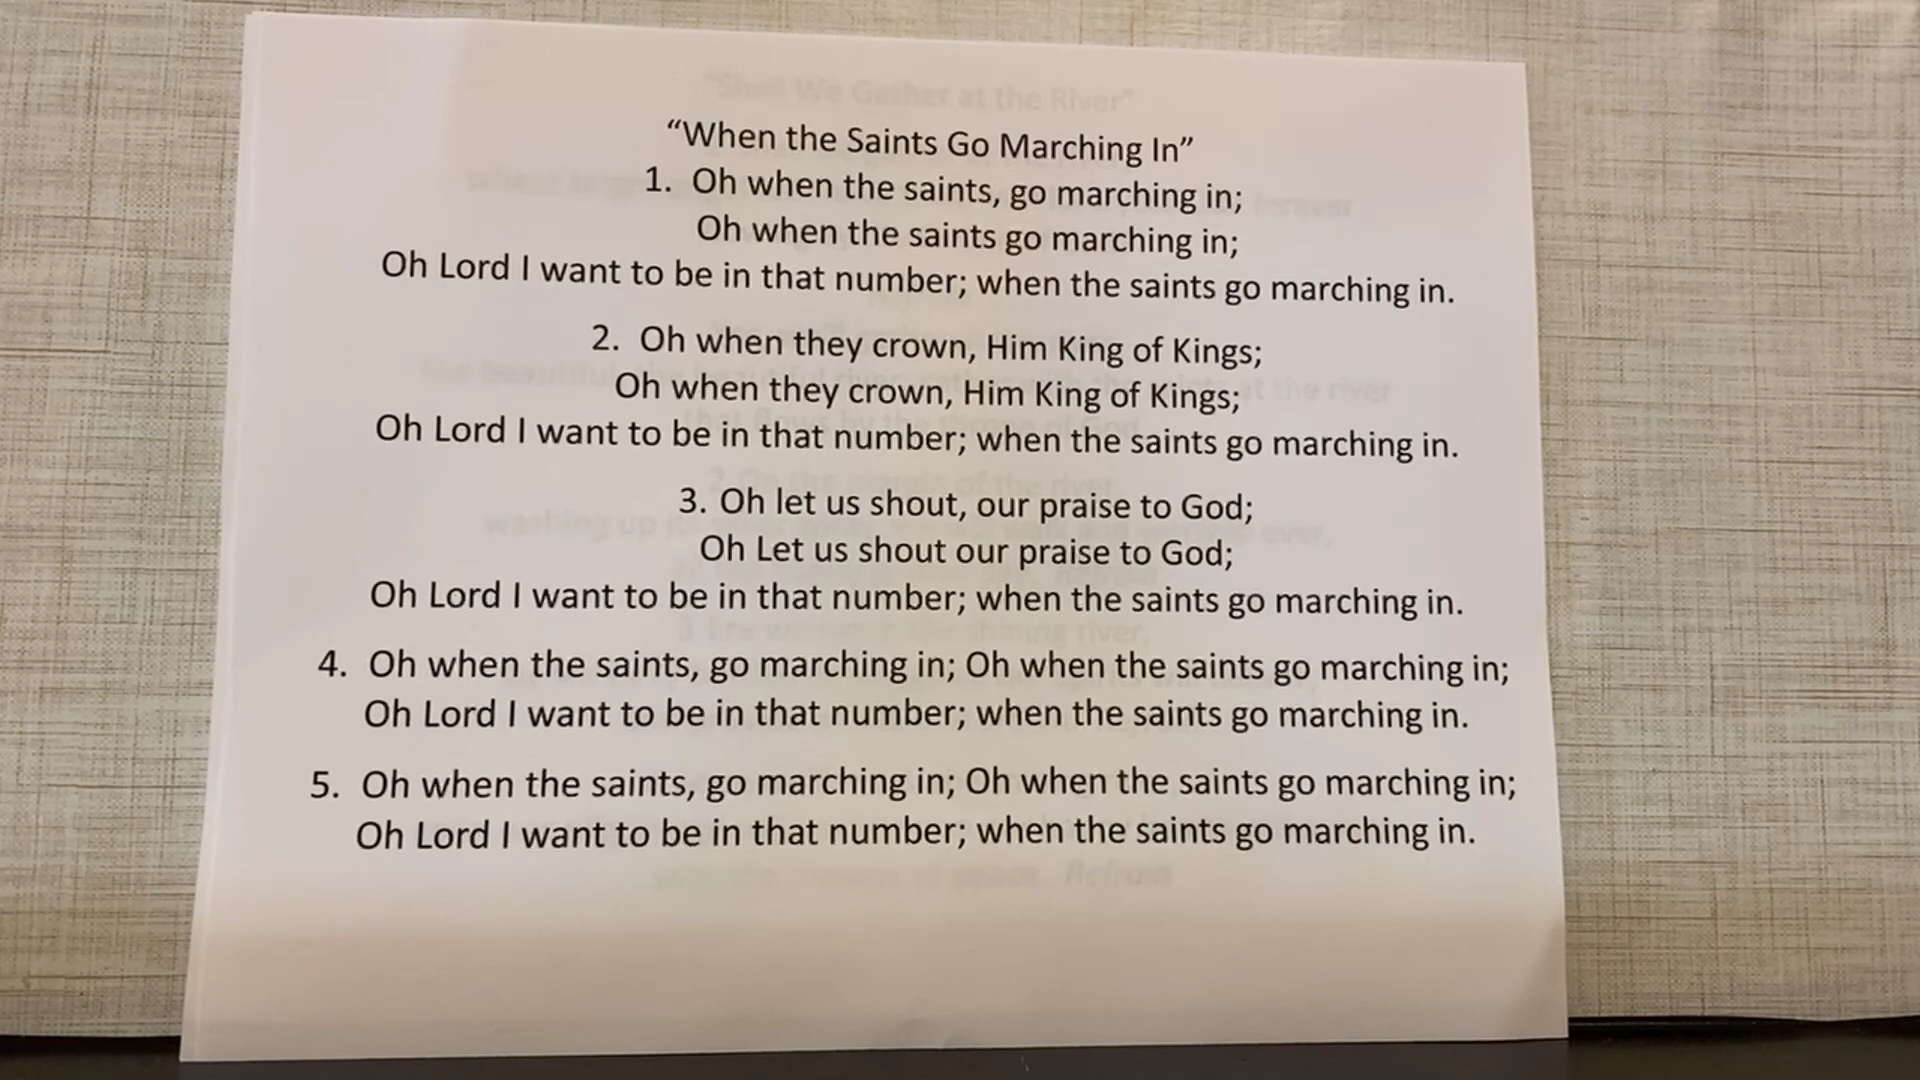 "Shall We Gather at the River"
“When the Saints Go Marching In”
1. Oh when the saints, go marching in;
Oh when the saints go marching in;
Oh Lord I want to be in that number; when the saints go marching in.
2. Oh when they crown, Him King of Kings;
Oh when they crown, Him King of Kings;
Oh Lord I want to be in that number; when the saints go marching in.
3. Oh let us shout, our praise to God;
Oh Let us shout our praise to God;
Oh Lord I want to be in that number; when the saints go marching in.
4. Oh when the saints, go marching in; Oh when the saints go marching in;
Oh Lord I want to be in that number; when the saints go marching in.
5. Oh when the saints, go marching in; Oh when the saints go marching in;
Oh Lord I want to be in that number; when the saints go marching in.